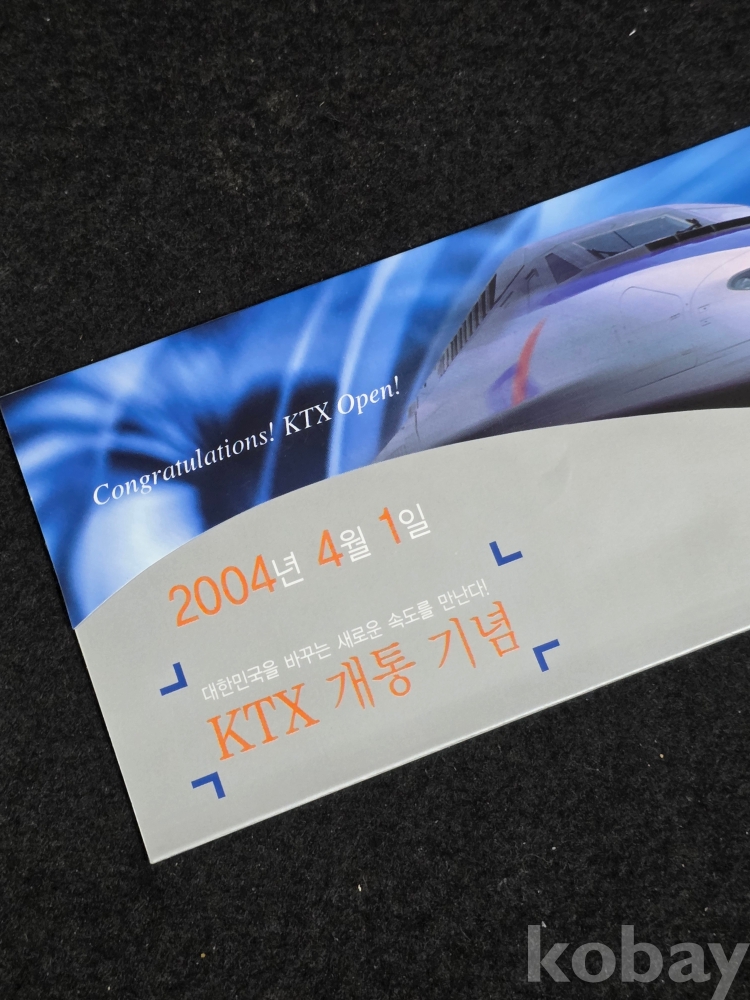 Congratulations! KTX Open!
2004년 4월 1일
대한민국을 바꾸는 새로운 속도를 만난다!
KTX 개통 기념
kobay